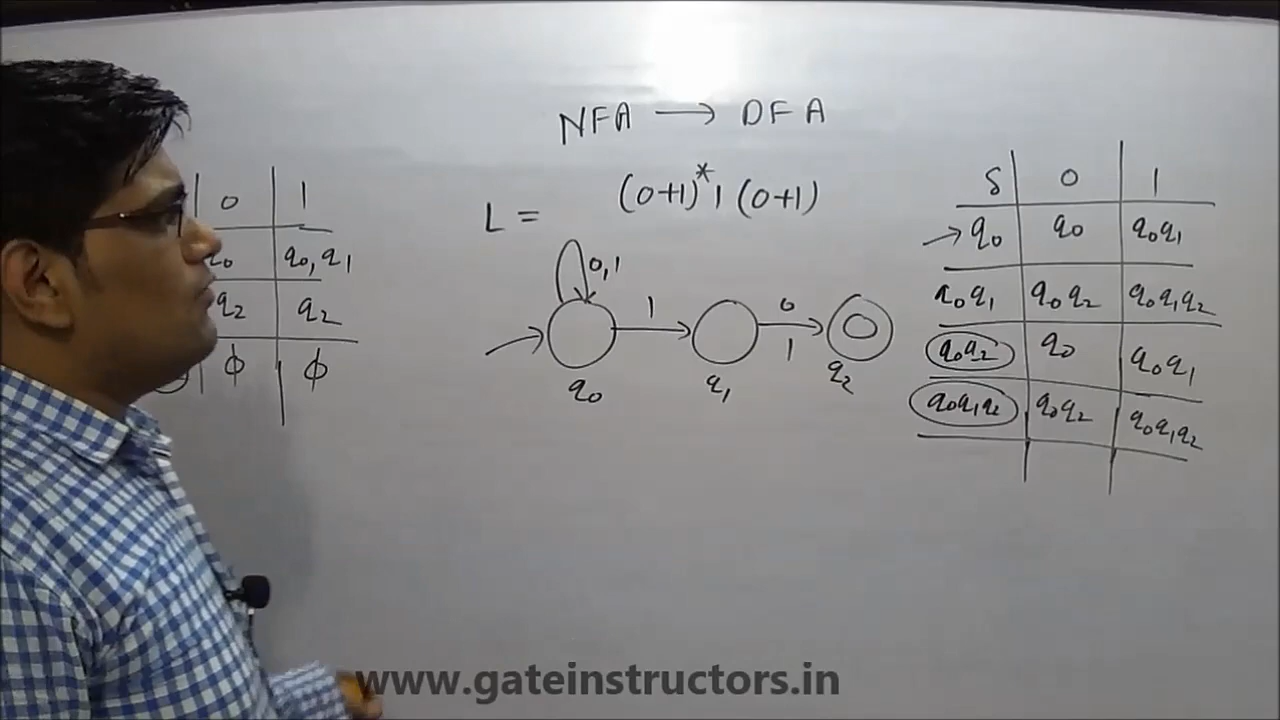 NFA → DFA
L = (0+1)* 1 (0+1)
0 1
q0 q0, q1
q2 q2
ϕ ϕ
0,1
1
0
1
q0 q1 q2
δ 0 1
→ q0 q0 q0q1
q0q1 q0q2 q0q1q2
q0q2 q0 q0q1
q0q1q2 q0q2 q0q1q2
www.gateinstructors.in